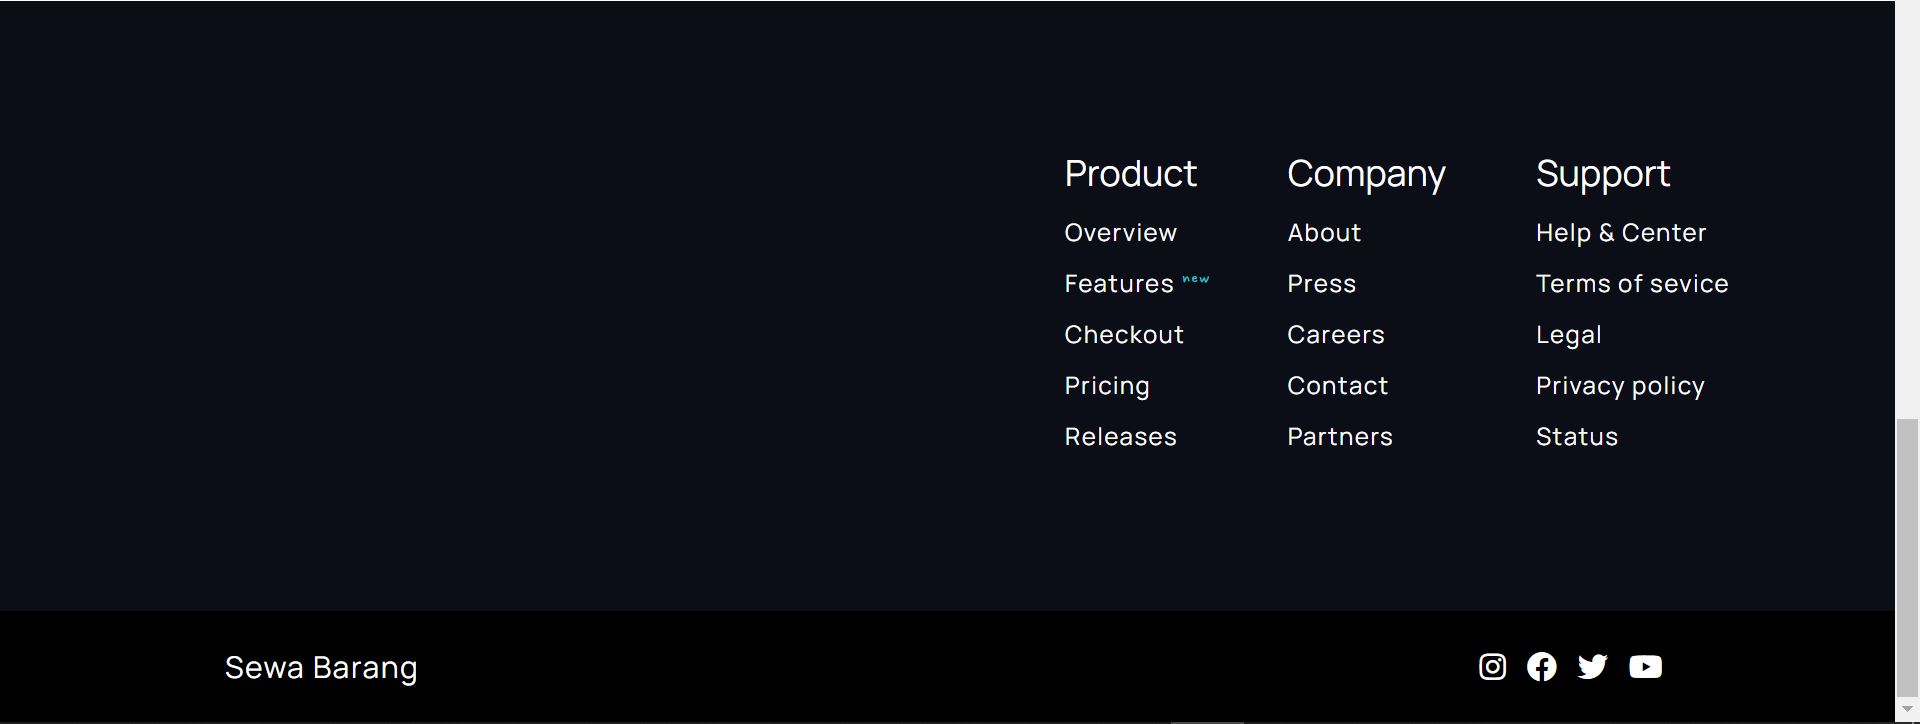 Product
Overview
Features new
Checkout
Pricing
Releases
Company
About
Press
Careers
Contact
Partners
Support
Help & Center
Terms of sevice
Legal
Privacy policy
Status
Sewa Barang